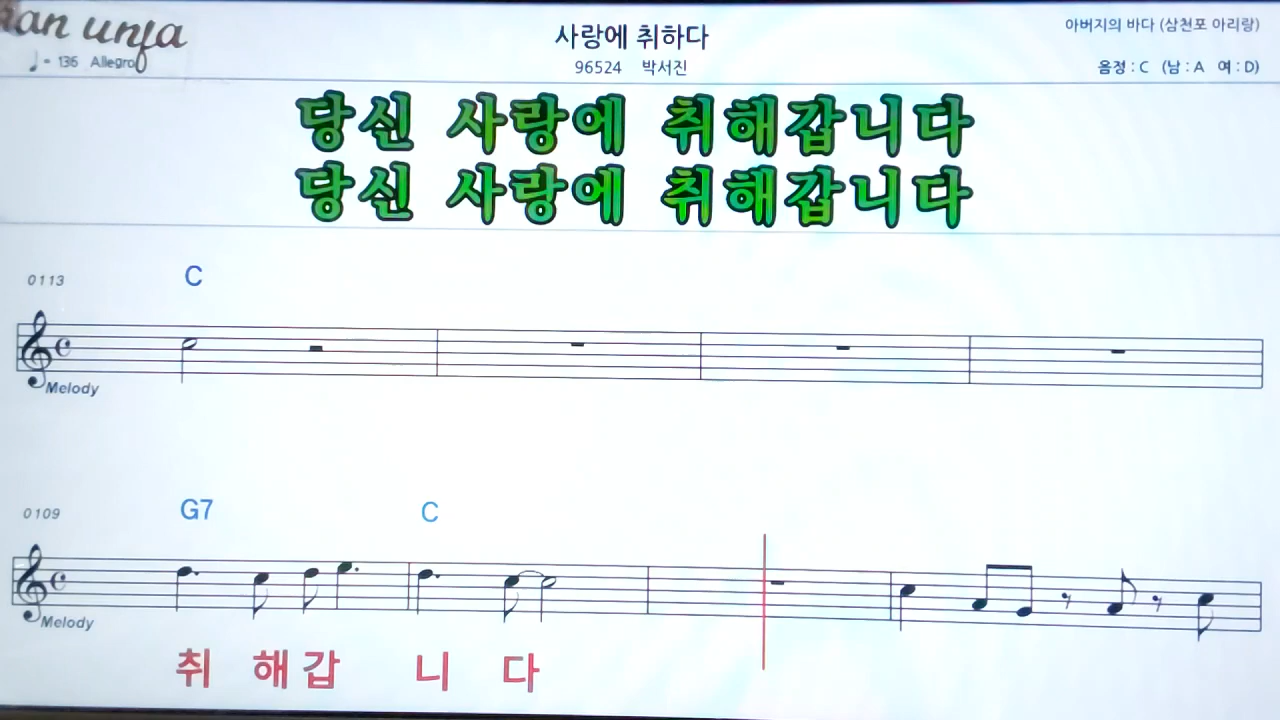 an unfa
사랑에 취하다
아버지의 바다 (삼천포 아리랑)
♩= 136 Allegro
96524 박서진
음정 : C (남 : A 여 : D)
당신 사랑에 취해갑니다
당신 사랑에 취해갑니다
0113 C
Melody
0109 G7 C
Melody
취 해갑 니 다